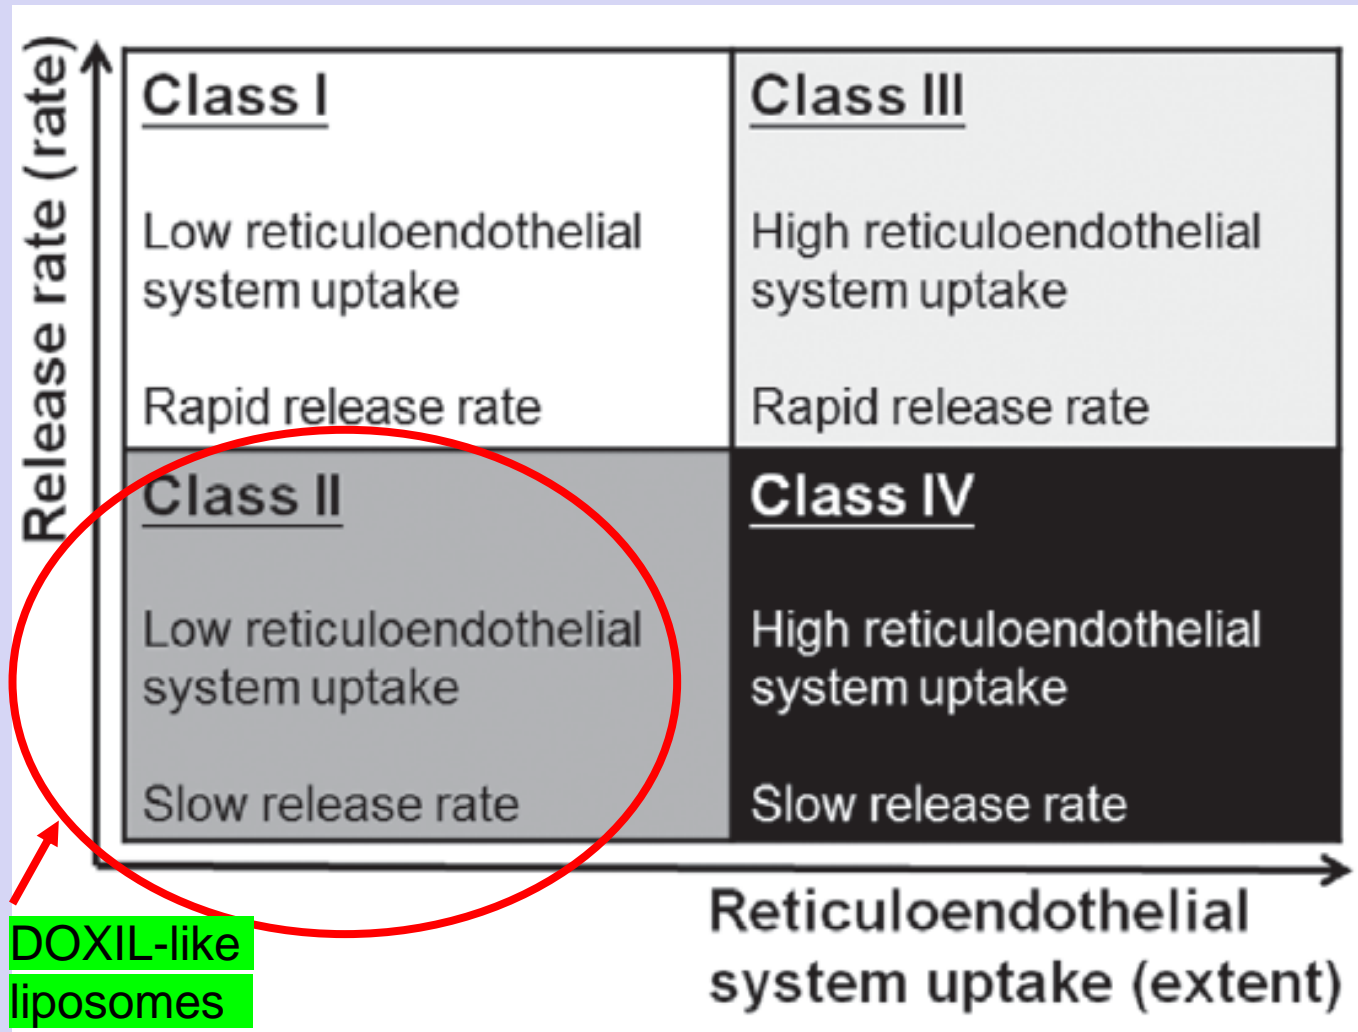 Release rate (rate)
Class I
Low reticuloendothelial
system uptake
Rapid release rate
Class III
High reticuloendothelial
system uptake
Rapid release rate
Class II
Low reticuloendothelial
system uptake
Slow release rate
Class IV
High reticuloendothelial
system uptake
Slow release rate
Reticuloendothelial
system uptake (extent)
DOXIL-like
liposomes